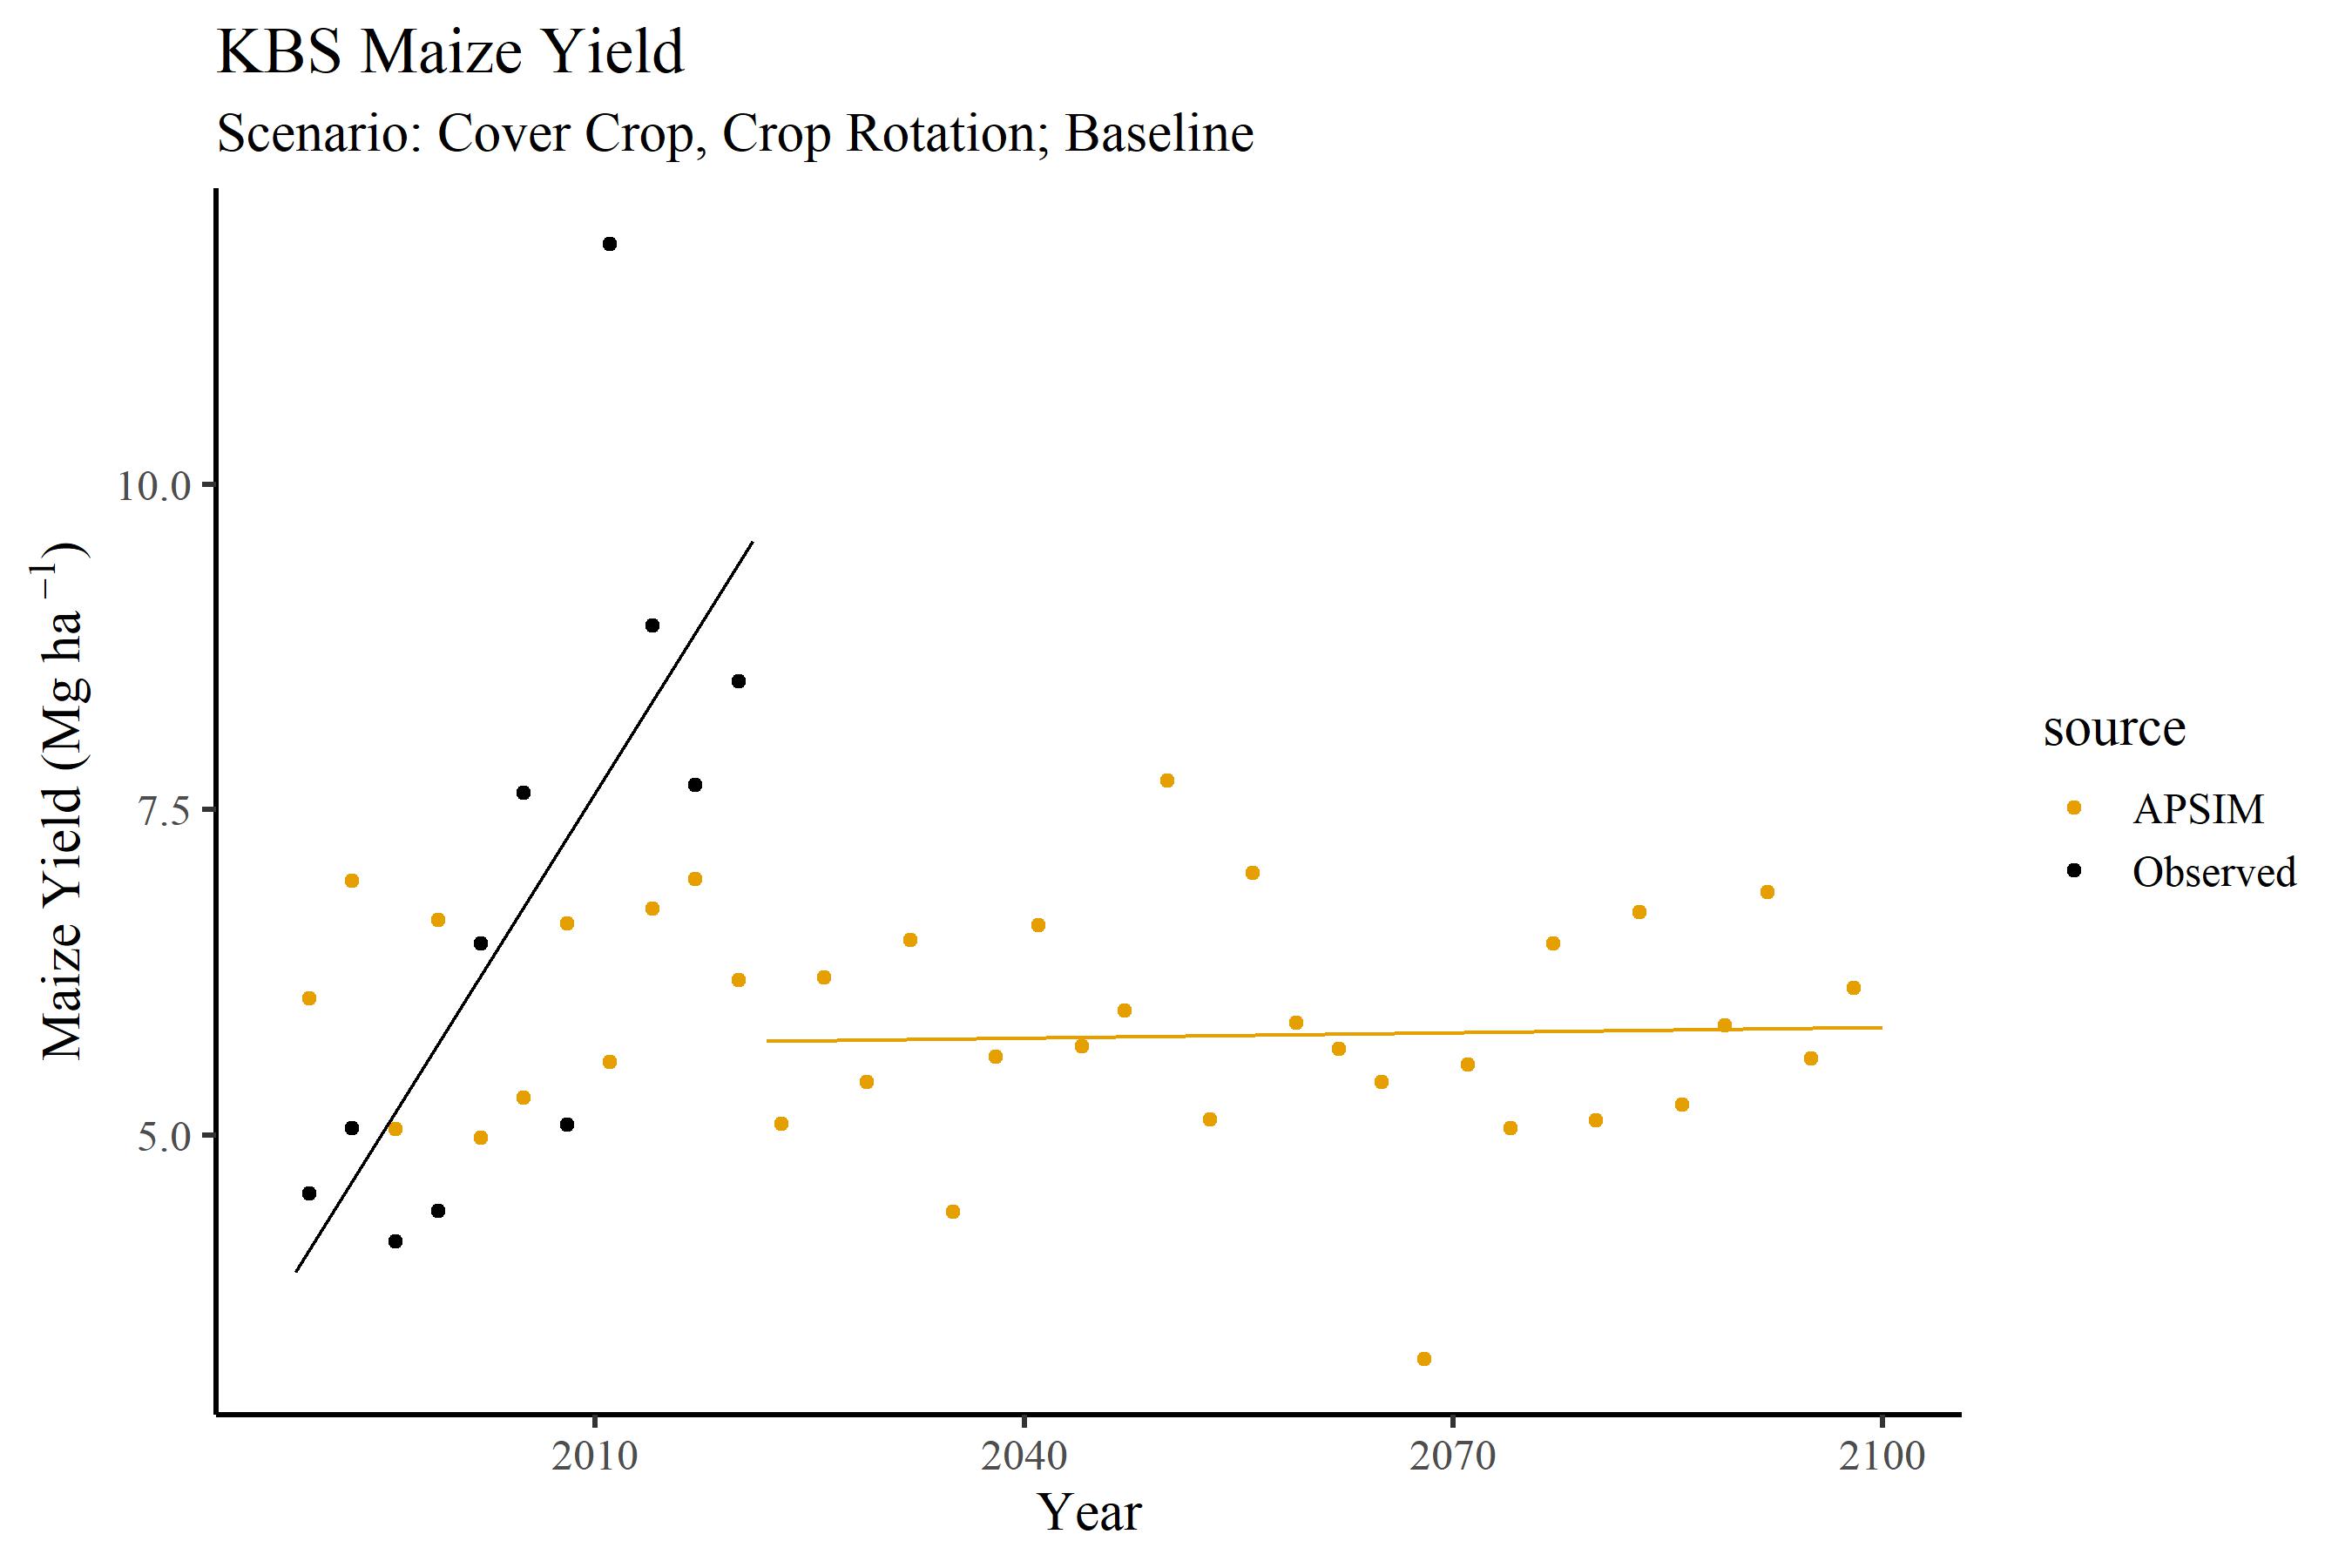 KBS Maize Yield
Scenario: Cover Crop, Crop Rotation; Baseline
Maize Yield (Mg ha⁻¹)
10.0
7.5
5.0
2010
2040
2070
2100
Year
source
APSIM
Observed